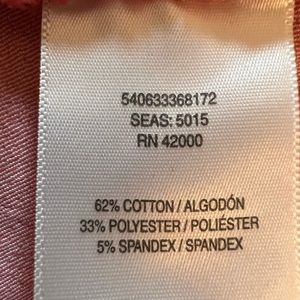 540633368172
SEAS: 5015
RN 42000
62% COTTON / ALGODÓN
33% POLYESTER / POLIÉSTER
5% SPANDEX / SPANDEX